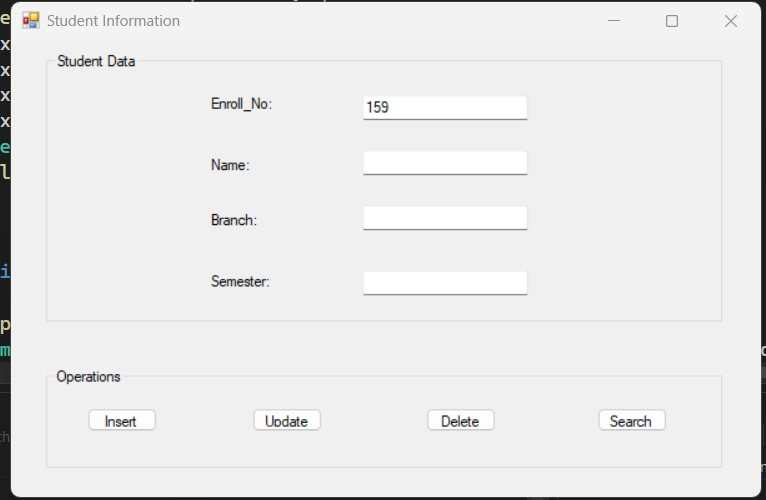 Student Information
Student Data
Enroll_No:
159
Name:
Branch:
Semester:
Operations
Insert Update Delete Search